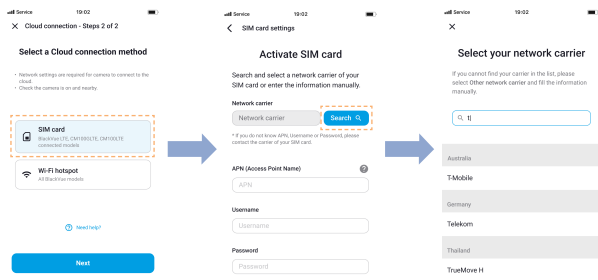 Service 19:02
Cloud connection - Steps 2 of 2
Select a Cloud connection method
• Network settings are required for camera to connect to the
cloud.
• Check the camera is on and nearby.
SIM card
BlackVue LTE, CM100GLTE, CM100LTE
connected models
Wi-Fi hotspot
All BlackVue models
Need help?
Next
Service 19:02
SIM card settings
Activate SIM card
Search and select a network carrier of your
SIM card or enter the information manually.
Network carrier
Network carrier
Search
* If you do not know APN, Username or Password, please
contact the carrier of your SIM card.
APN (Access Point Name)
APN
Username
Username
Password
Password
Service 19:02
Select your network carrier
If you cannot find your carrier in the list, please
select Other network carrier and fill the information
manually.
t
Australia
T-Mobile
Germany
Telekom
Thailand
TrueMove H